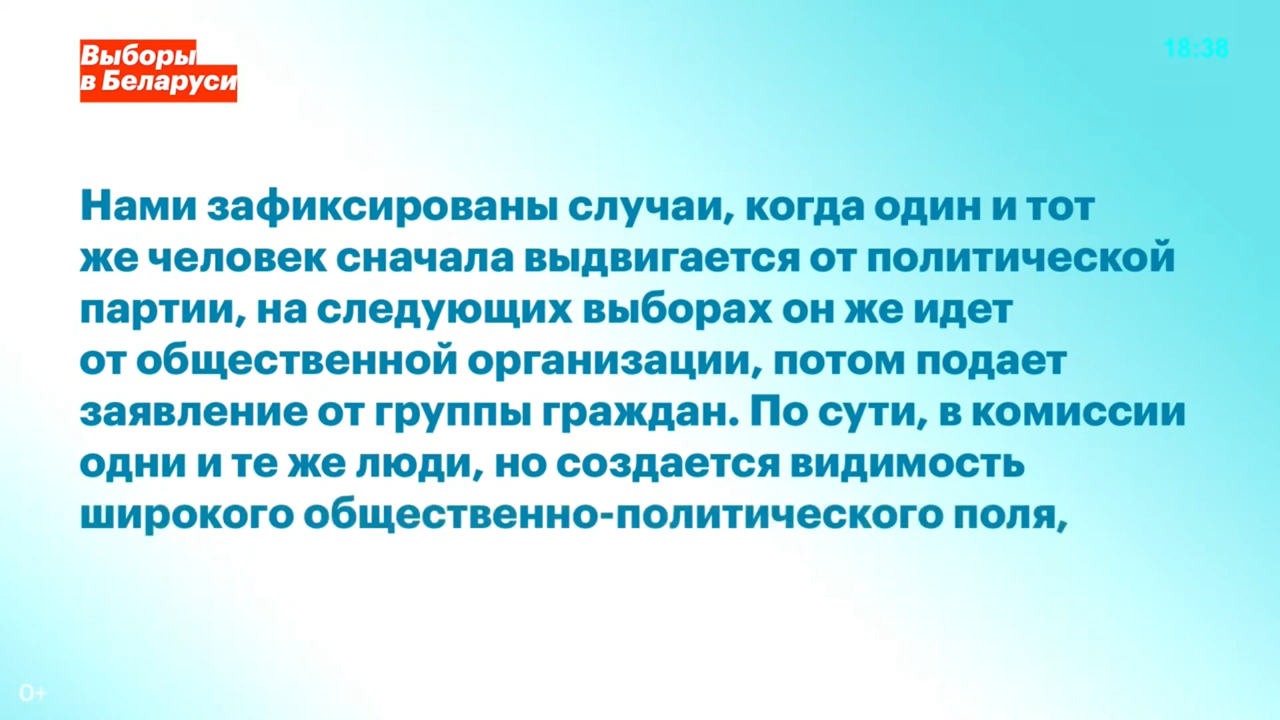 Выборы
в Беларуси
18:38
Нами зафиксированы случаи, когда один и тот
же человек сначала выдвигается от политической
партии, на следующих выборах он же идет
от общественной организации, потом подает
заявление от группы граждан. По сути, в комиссии
одни и те же люди, но создается видимость
широкого общественно-политического поля,
0+